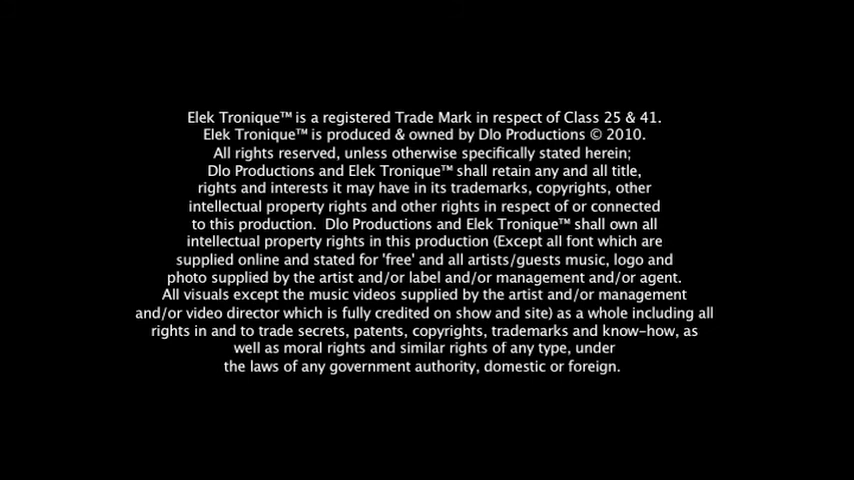 Elek Tronique™ is a registered Trade Mark in respect of Class 25 & 41.
Elek Tronique™ is produced & owned by Dlo Productions © 2010.
All rights reserved, unless otherwise specifically stated herein;
Dlo Productions and Elek Tronique™ shall retain any and all title,
rights and interests it may have in its trademarks, copyrights, other
intellectual property rights and other rights in respect of or connected
to this production.  Dlo Productions and Elek Tronique™ shall own all
intellectual property rights in this production (Except all font which are
supplied online and stated for 'free' and all artists/guests music, logo and
photo supplied by the artist and/or label and/or management and/or agent.
All visuals except the music videos supplied by the artist and/or management
and/or video director which is fully credited on show and site) as a whole including all
rights in and to trade secrets, patents, copyrights, trademarks and know-how, as
well as moral rights and similar rights of any type, under
the laws of any government authority, domestic or foreign.